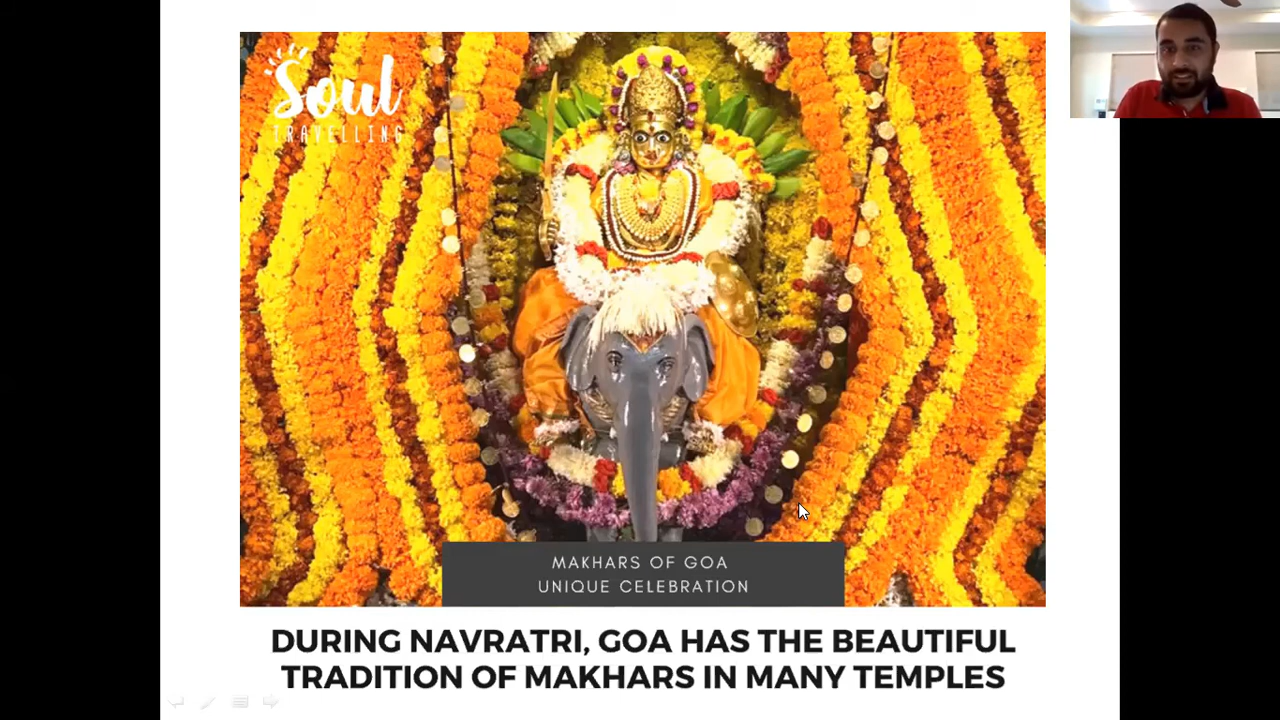 Soul
TRAVELLING
MAKHARS OF GOA
UNIQUE CELEBRATION
DURING NAVRATRI, GOA HAS THE BEAUTIFUL
TRADITION OF MAKHARS IN MANY TEMPLES